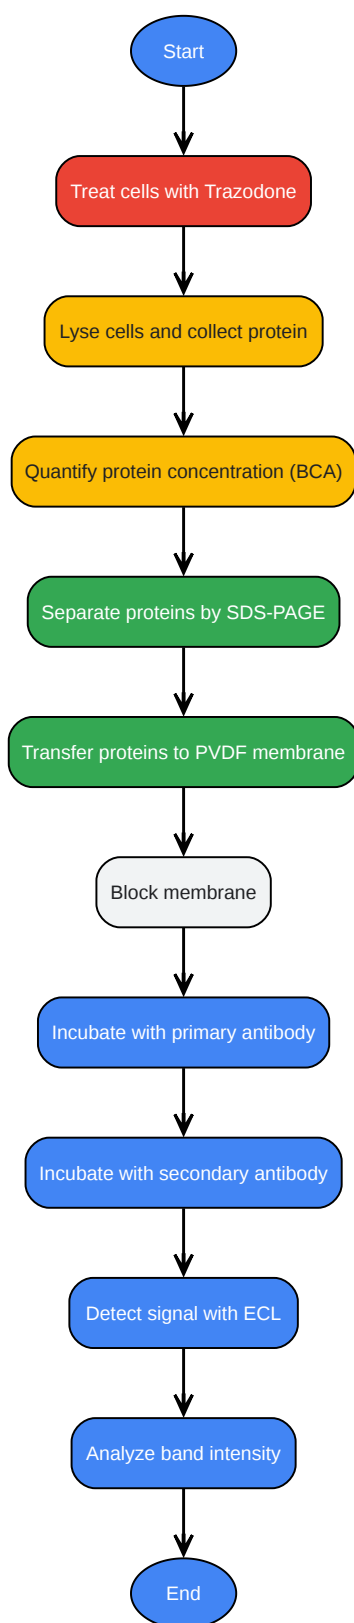 Start
Treat cells with Trazodone
Lyse cells and collect protein
Quantify protein concentration (BCA)
Separate proteins by SDS-PAGE
Transfer proteins to PVDF membrane
Block membrane
Incubate with primary antibody
Incubate with secondary antibody
Detect signal with ECL
Analyze band intensity
End